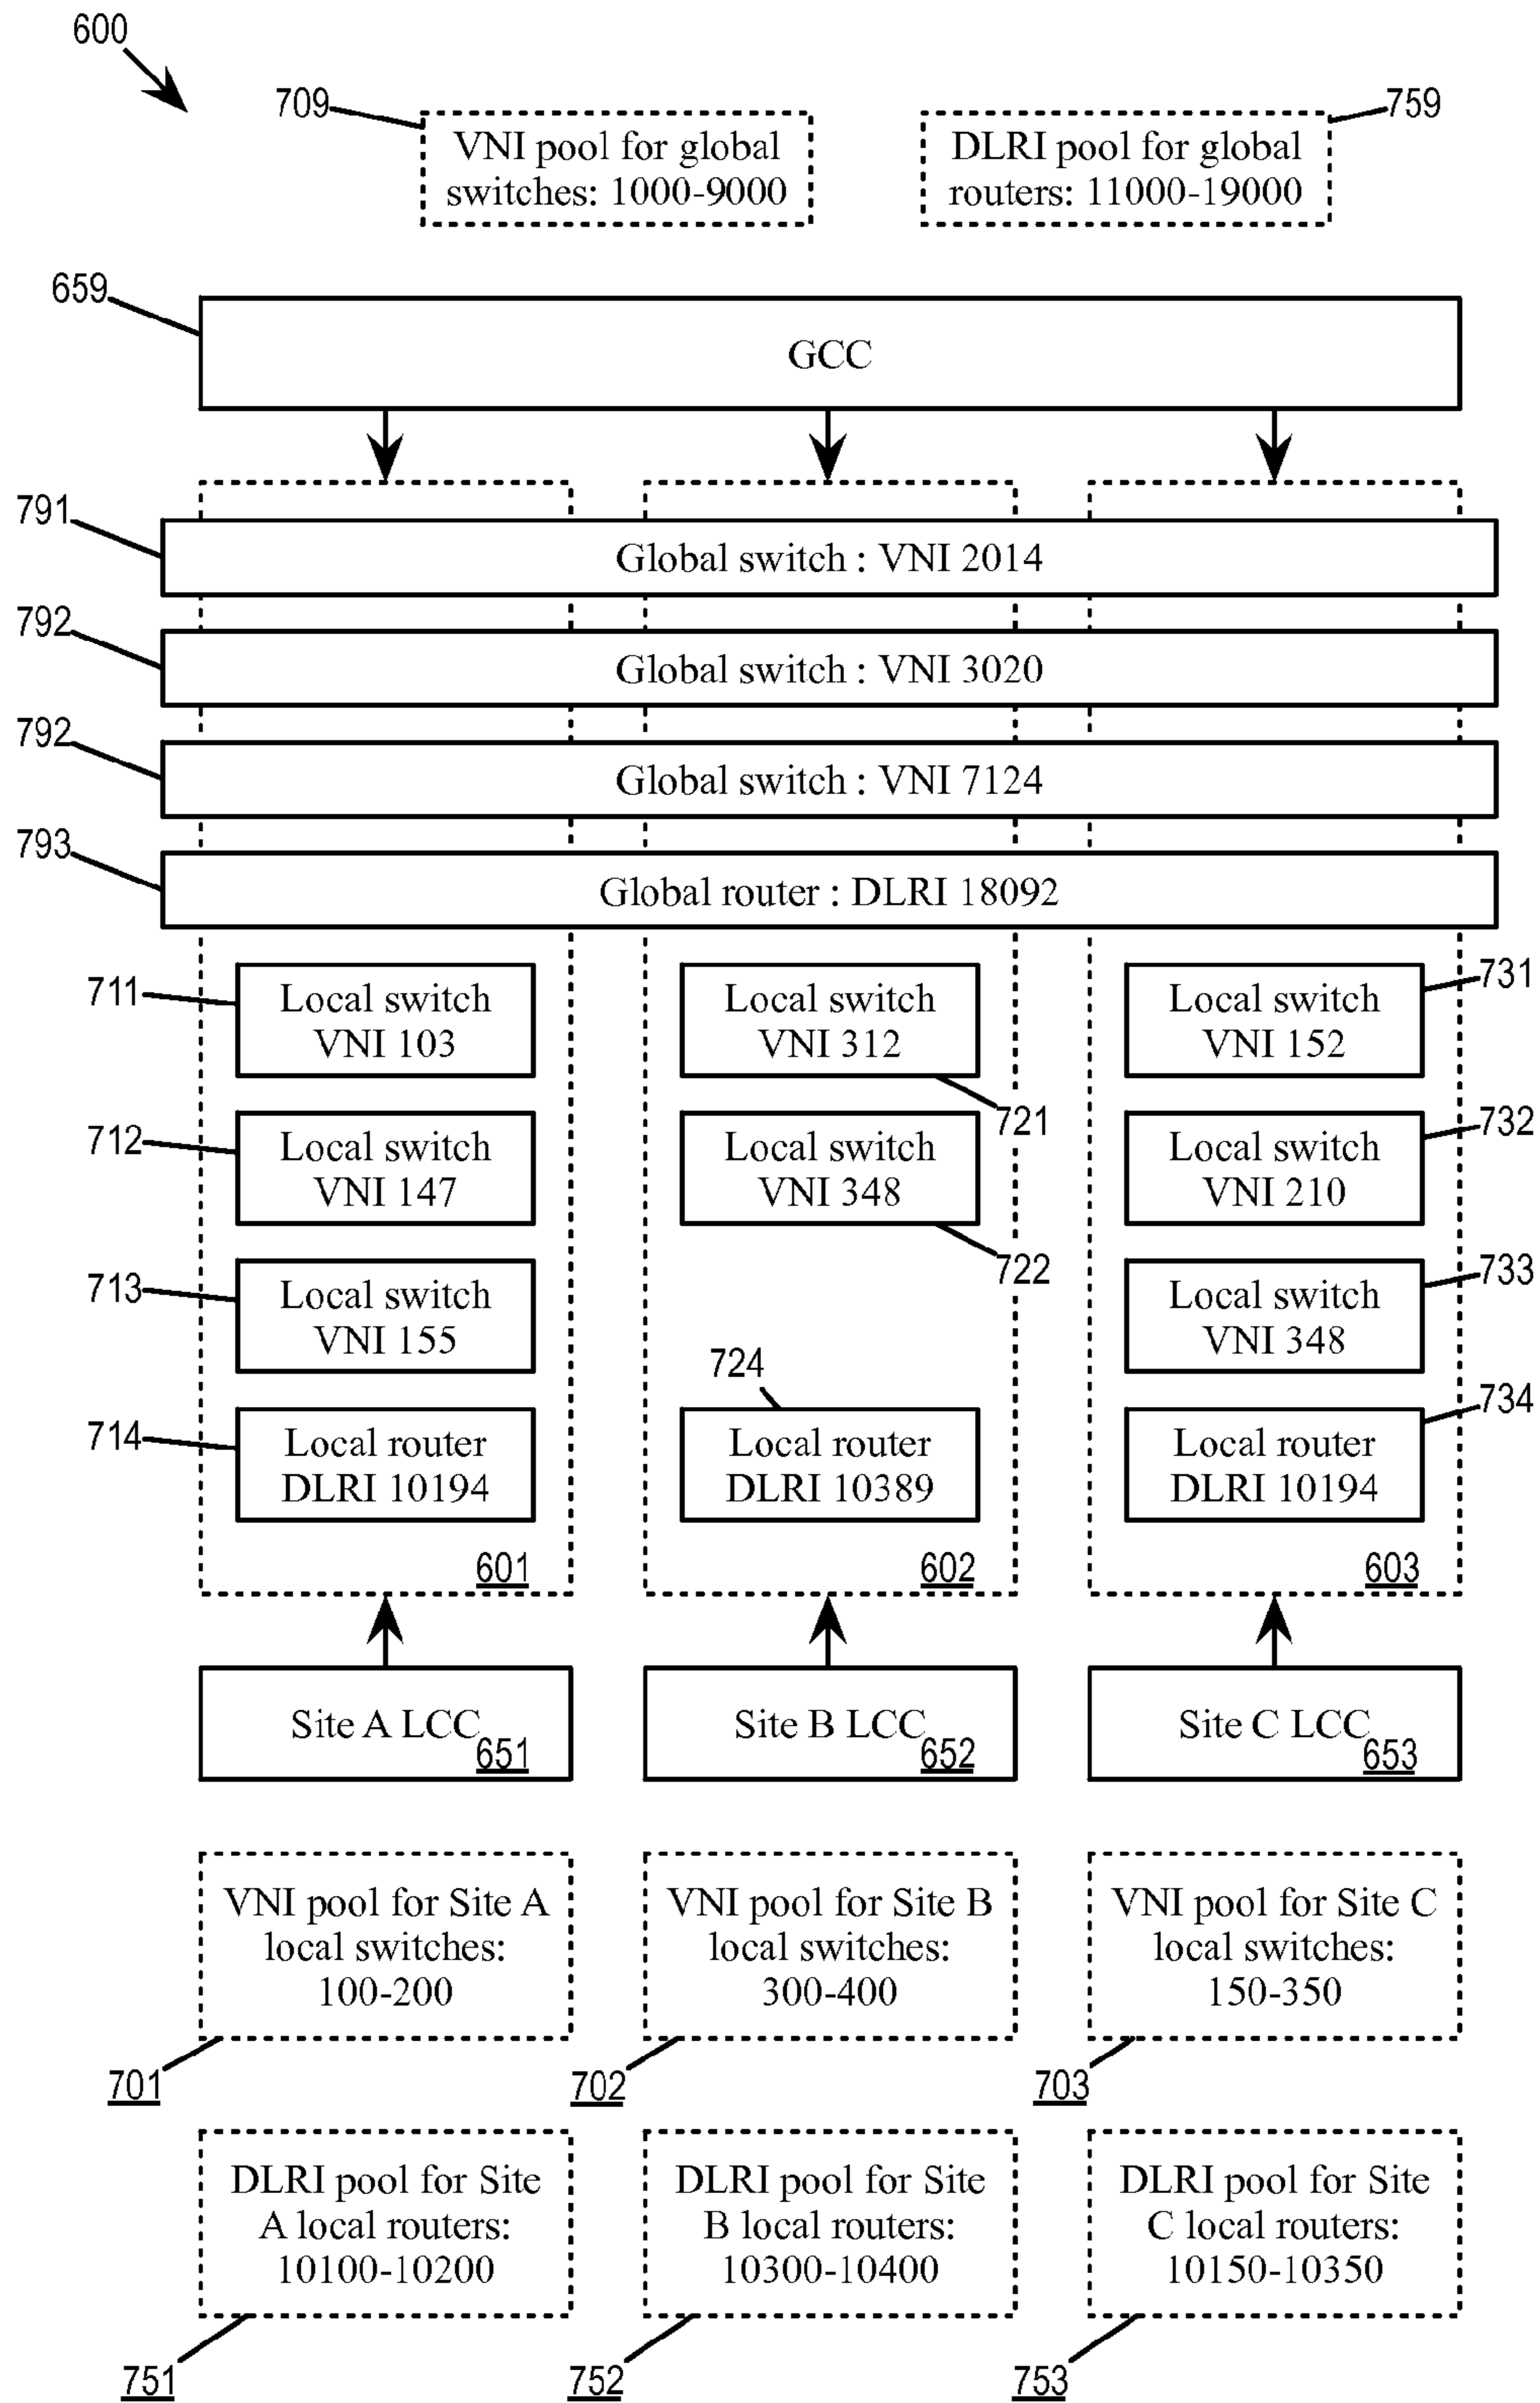 600
709
VNI pool for global
switches: 1000-9000
759
DLRI pool for global
routers: 11000-19000
659
GCC
791
Global switch : VNI 2014
792
Global switch : VNI 3020
792
Global switch : VNI 7124
793
Global router : DLRI 18092
711
Local switch
VNI 103
Local switch
VNI 312
721
Local switch
VNI 152
731
712
Local switch
VNI 147
Local switch
VNI 348
722
Local switch
VNI 210
732
713
Local switch
VNI 155
Local switch
VNI 348
733
714
Local router
DLRI 10194
724
Local router
DLRI 10389
Local router
DLRI 10194
734
601
602
603
Site A LCC
651
Site B LCC
652
Site C LCC
653
VNI pool for Site A
local switches:
100-200
701
VNI pool for Site B
local switches:
300-400
702
VNI pool for Site C
local switches:
150-350
703
DLRI pool for Site
A local routers:
10100-10200
751
DLRI pool for Site
B local routers:
10300-10400
752
DLRI pool for Site
C local routers:
10150-10350
753